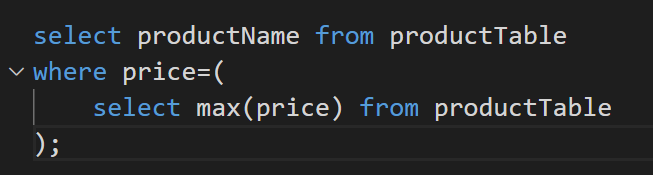 select productName from productTable
where price=(
    select max(price) from productTable
);